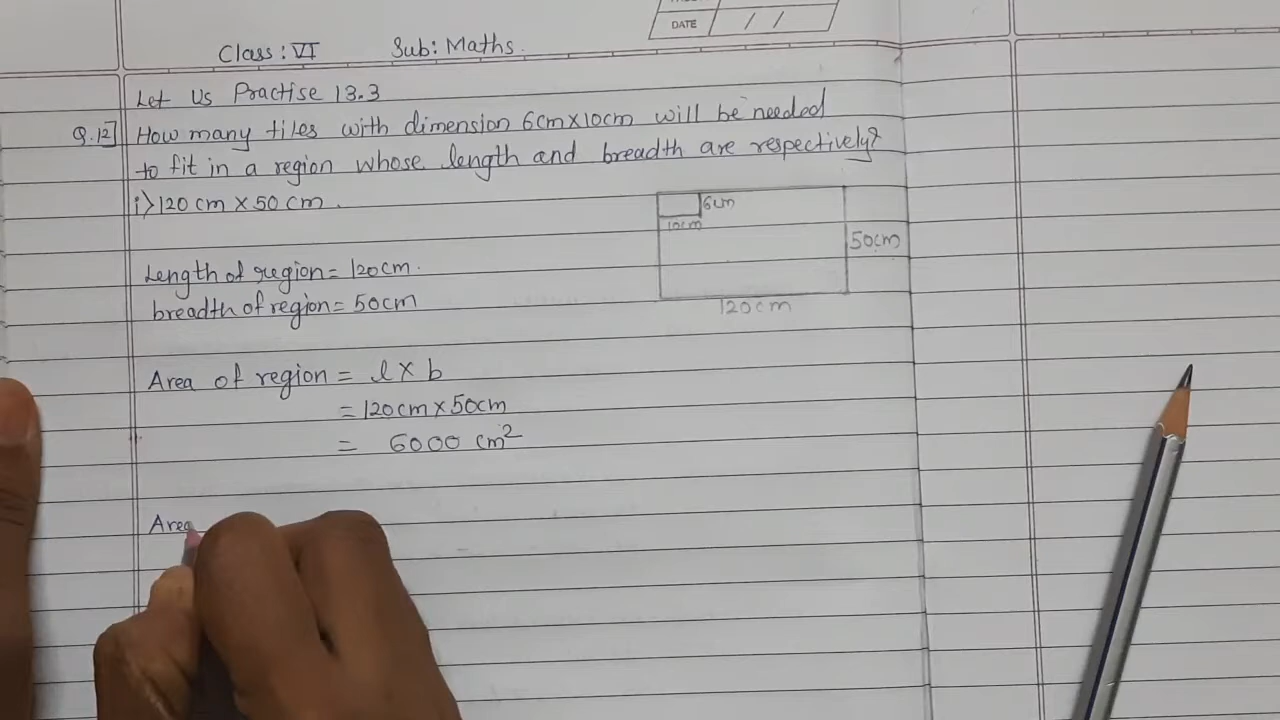 DATE / /
Class: VI Sub: Maths.
Let Us Practise 13.3
Q.12] How many tiles with dimension 6cm×10cm will be needed
to fit in a region whose length and breadth are respectively?
i) 120 cm × 50 cm.
6cm
10cm
50cm
120cm
Length of region = 120cm.
breadth of region = 50cm
Area of region = l × b
= 120cm × 50cm
= 6000 cm²
Area